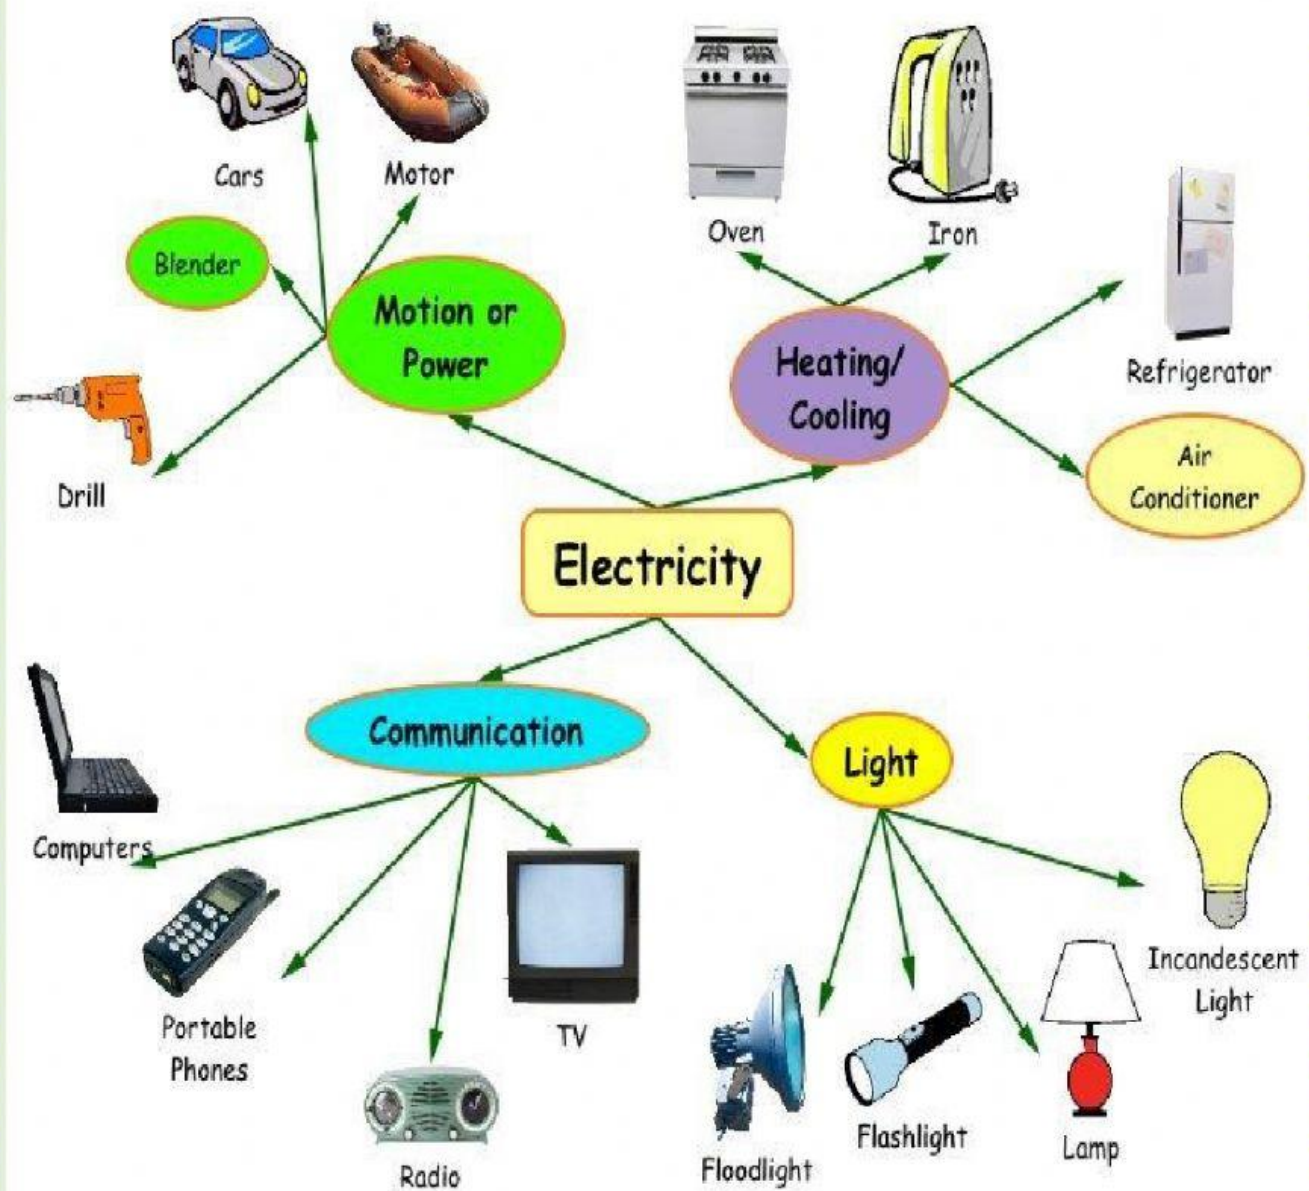 Cars
Motor
Blender
Motion or
Power
Drill
Oven
Iron
Heating/
Cooling
Refrigerator
Air
Conditioner
Electricity
Communication
Computers
Portable
Phones
Radio
TV
Light
Floodlight
Flashlight
Lamp
Incandescent
Light